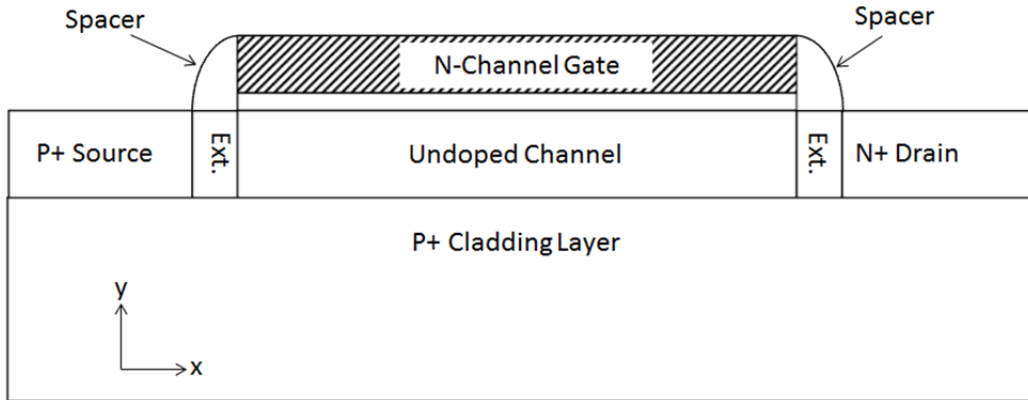 Spacer
Spacer
N-Channel Gate
P+ Source
Ext.
Undoped Channel
Ext.
N+ Drain
P+ Cladding Layer
y
x